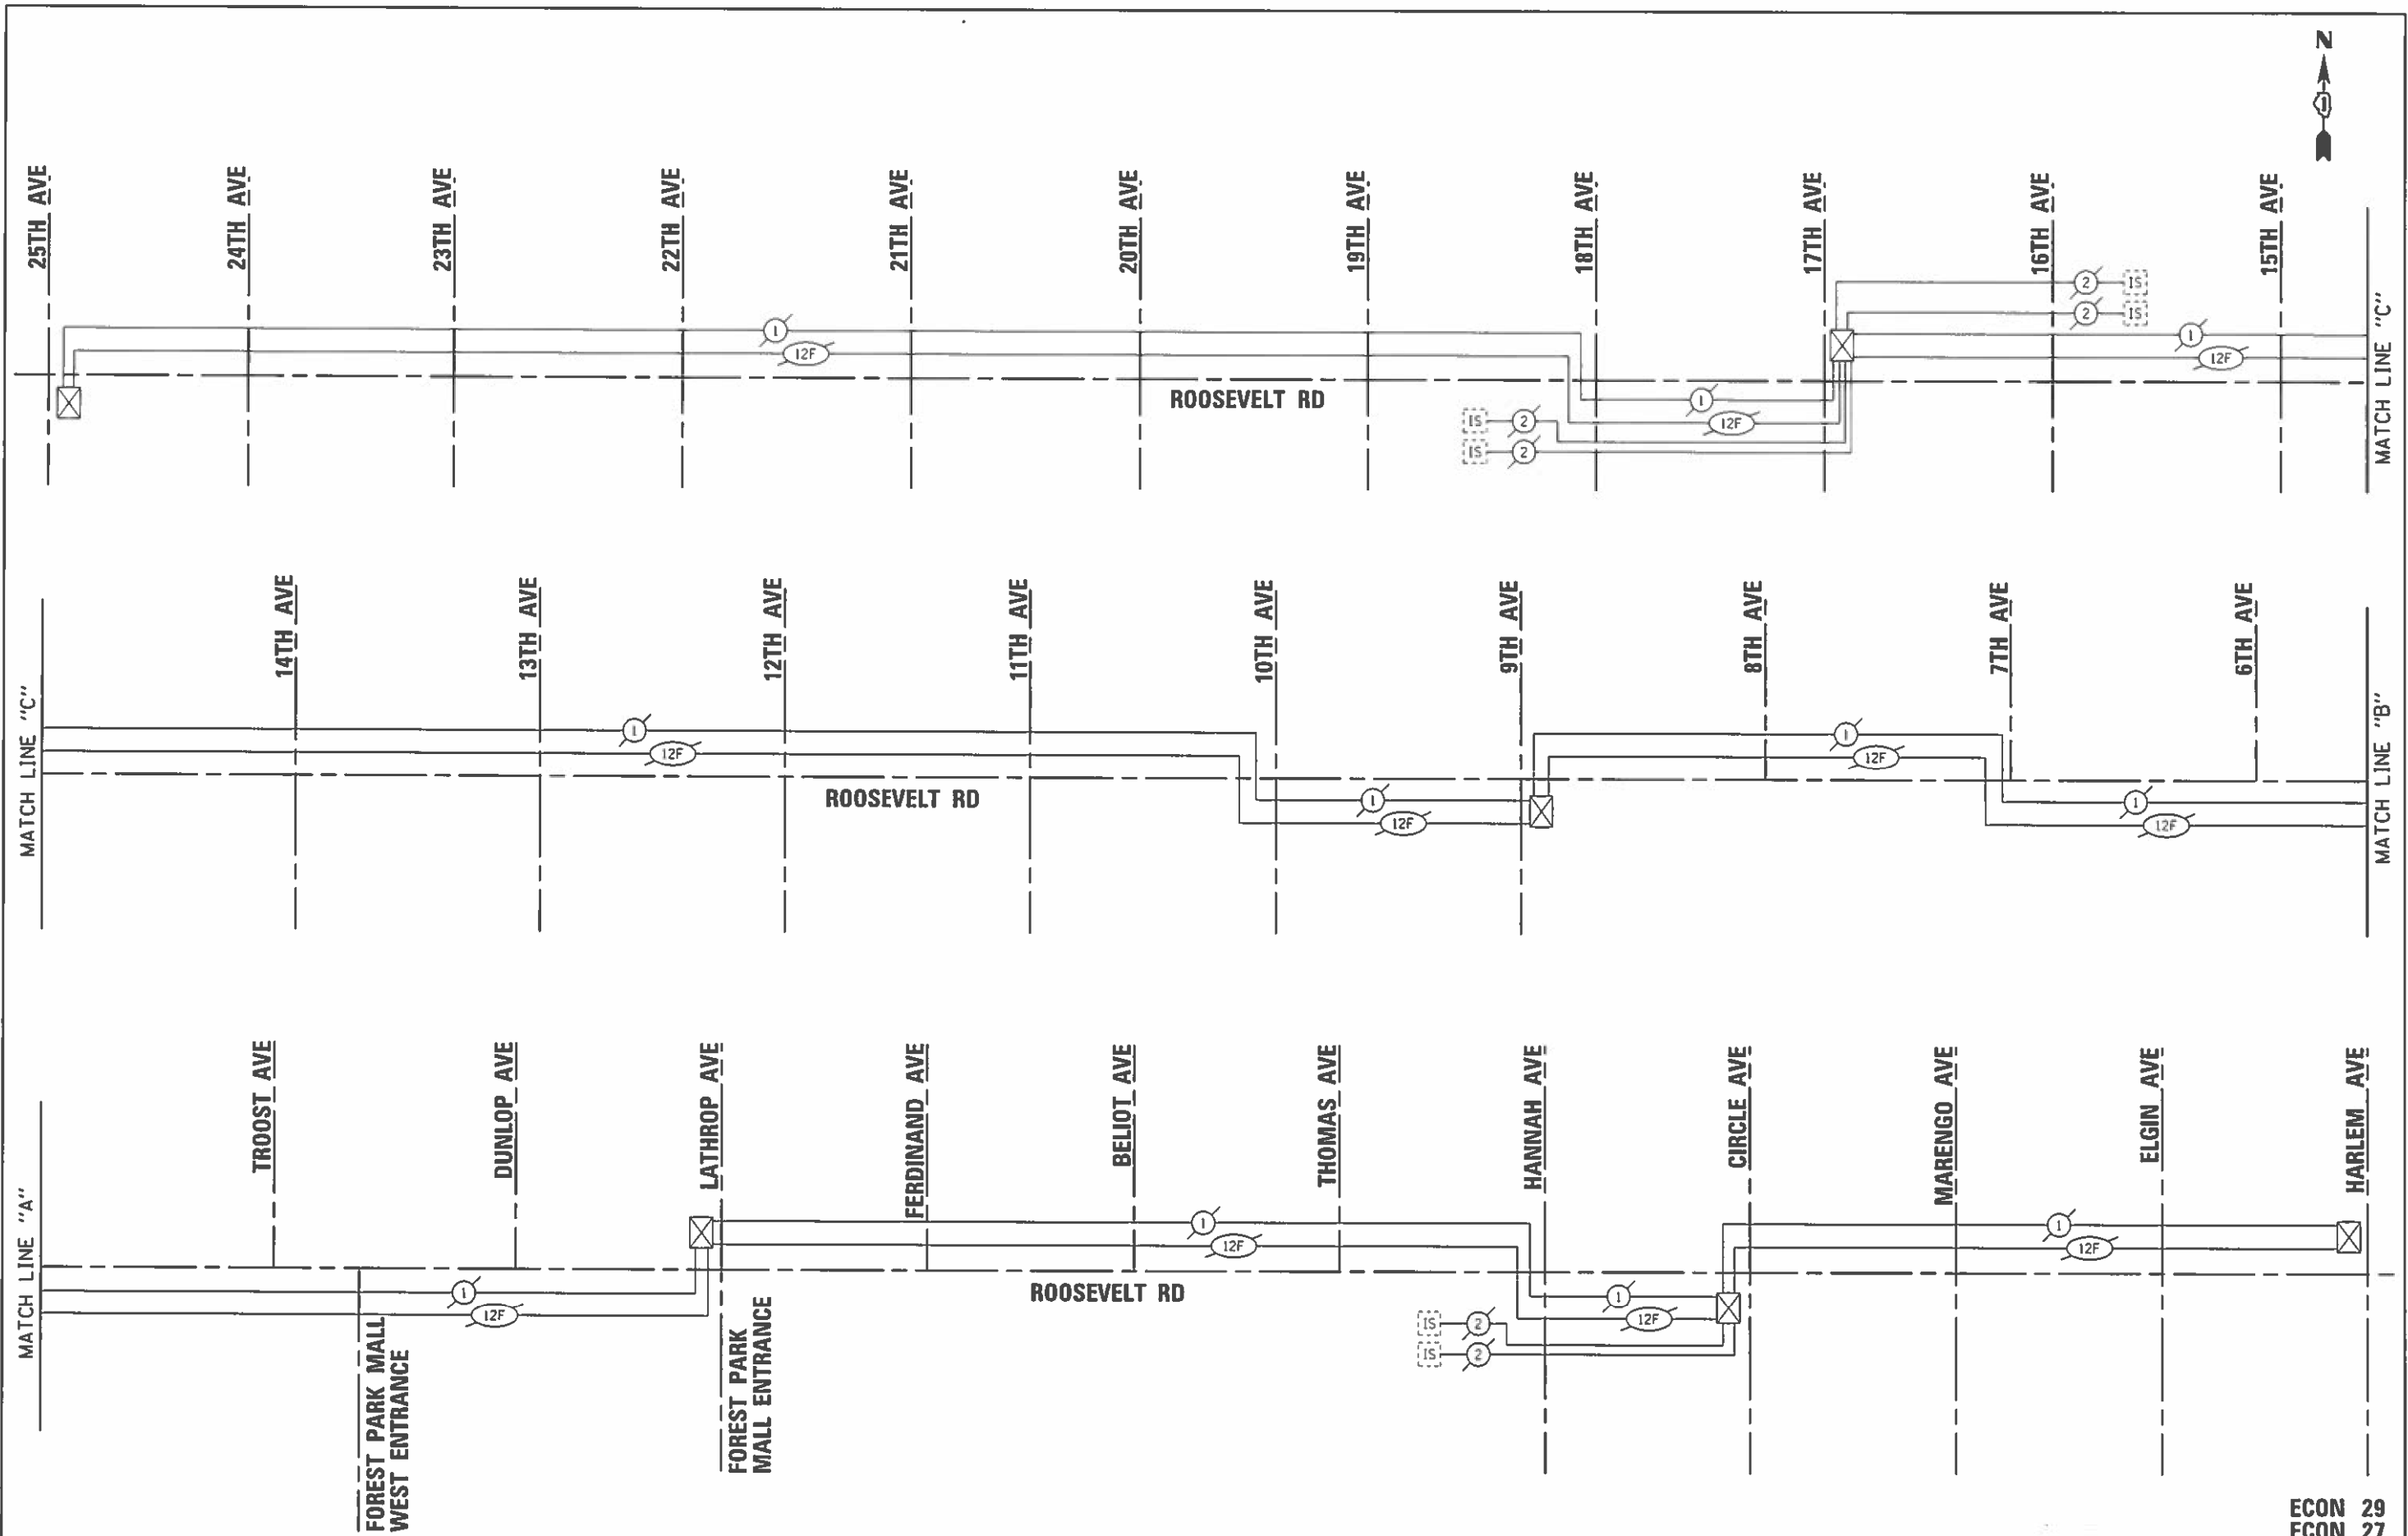 N
25TH AVE
24TH AVE
23TH AVE
22TH AVE
21TH AVE
20TH AVE
19TH AVE
18TH AVE
17TH AVE
16TH AVE
15TH AVE
2 IS
2 IS
1
12F
1
12F
MATCH LINE "C"
ROOSEVELT RD
1
12F
IS 2
IS 2
MATCH LINE "C"
14TH AVE
13TH AVE
12TH AVE
11TH AVE
10TH AVE
9TH AVE
8TH AVE
7TH AVE
6TH AVE
1
12F
ROOSEVELT RD
1
12F
1
12F
1
12F
MATCH LINE "B"
MATCH LINE "A"
TROOST AVE
DUNLOP AVE
LATHROP AVE
FERDINAND AVE
BELIOT AVE
THOMAS AVE
HANNAH AVE
CIRCLE AVE
MARENGO AVE
ELGIN AVE
HARLEM AVE
1
12F
1
12F
ROOSEVELT RD
1
12F
1
12F
IS 2
IS 2
FOREST PARK MALL
WEST ENTRANCE
FOREST PARK
MALL ENTRANCE
ECON 29
ECON 27